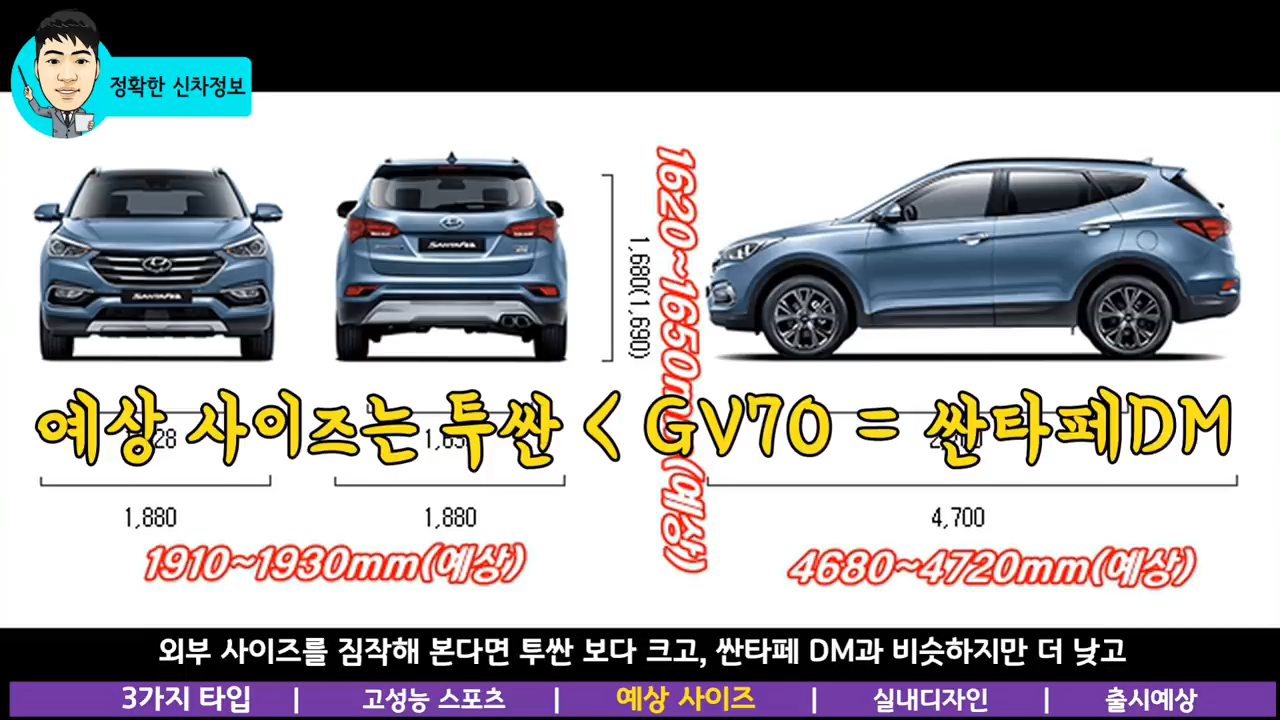 정확한 신차정보
SANTAFE
SANTAFE
1,680(1,690)
1620~1650mm(예상)
예상 사이즈는 투싼 < GV70 = 싼타페DM
1,880
1,880
4,700
1910~1930mm(예상)
4680~4720mm(예상)
외부 사이즈를 짐작해 본다면 투싼 보다 크고, 싼타페 DM과 비슷하지만 더 낮고
3가지 타입 | 고성능 스포츠 | 예상 사이즈 | 실내디자인 | 출시예상